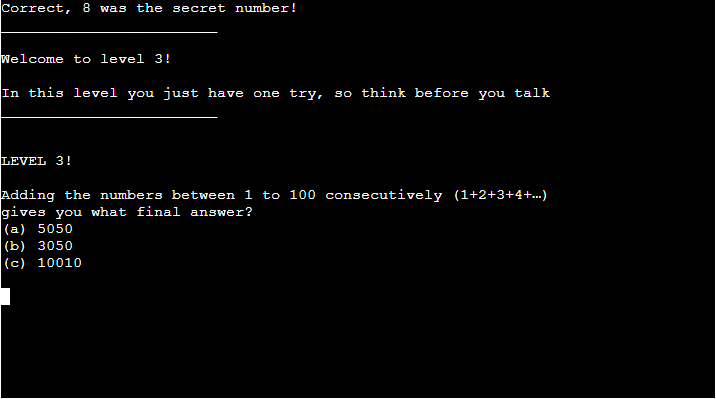 Correct, 8 was the secret number!
________________________
Welcome to level 3!
In this level you just have one try, so think before you talk
________________________
LEVEL 3!
Adding the numbers between 1 to 100 consecutively (1+2+3+4+…)
gives you what final answer?
(a) 5050
(b) 3050
(c) 10010